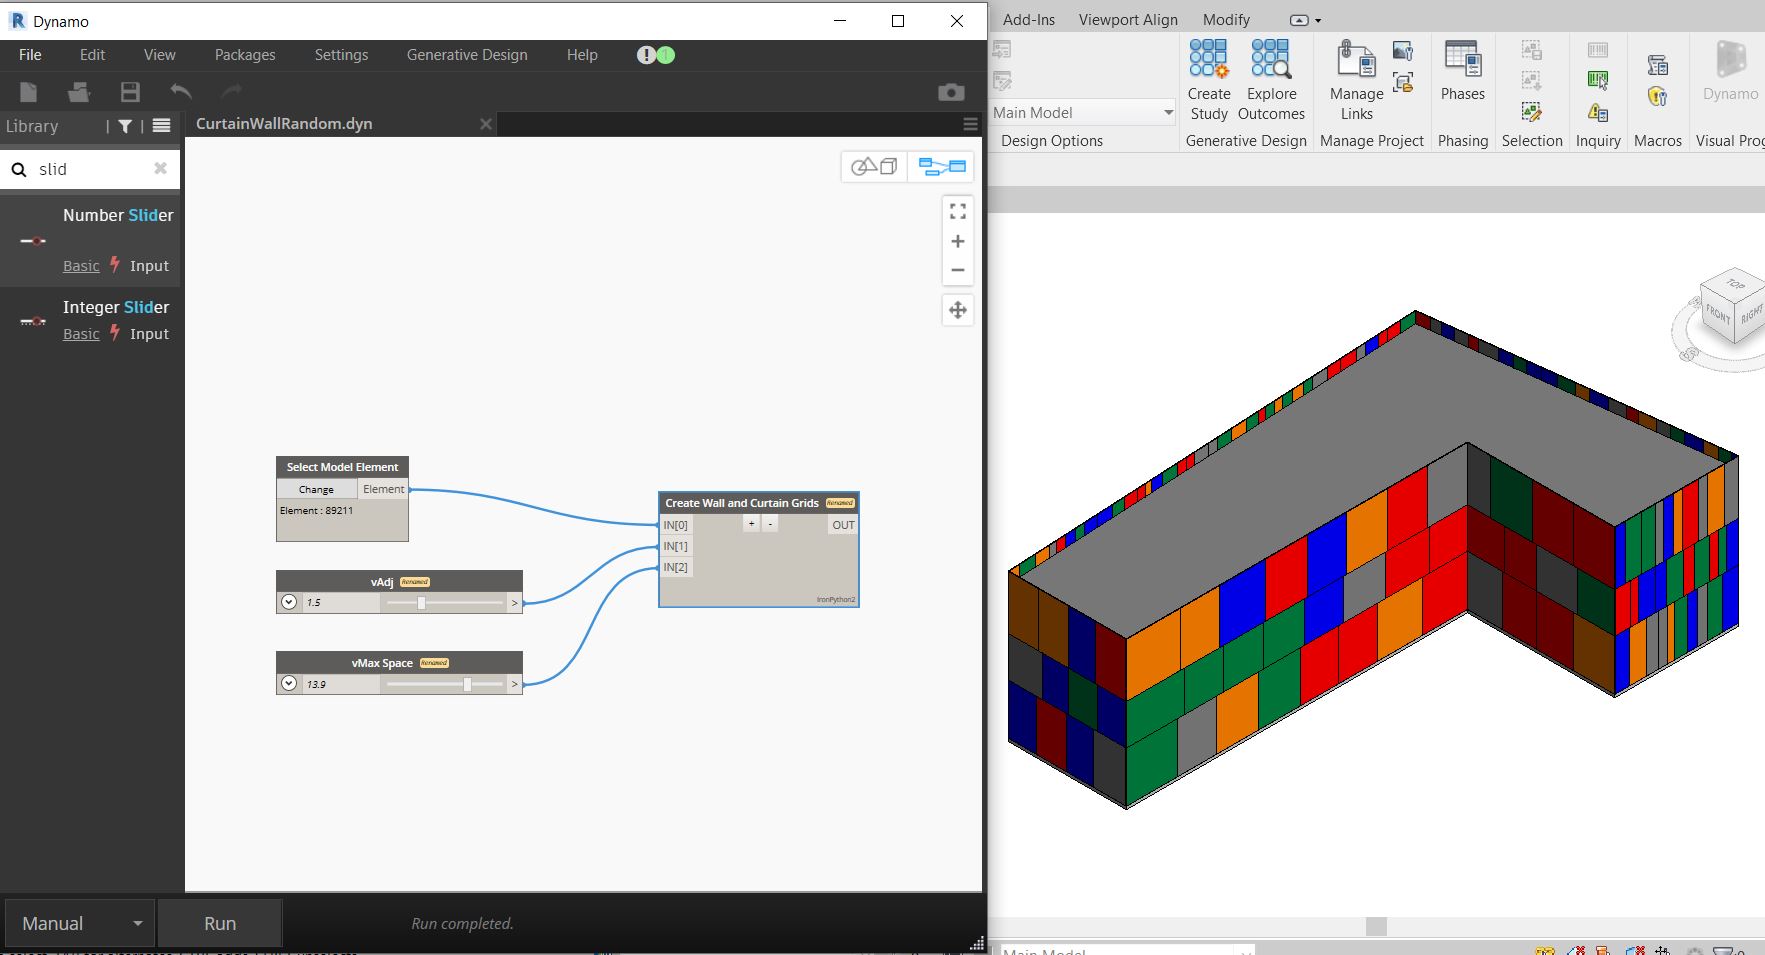 Dynamo
File Edit View Packages Settings Generative Design Help
Library
CurtainWallRandom.dyn
slid
Number Slider
Basic Input
Integer Slider
Basic Input
Select Model Element
Change Element
Element : 89211
vAdj Renamed
1.5 >
vMax Space Renamed
13.9 >
Create Wall and Curtain Grids Renamed
IN[0] + - OUT
IN[1]
IN[2]
IronPython2
Manual Run Run completed.
Add-Ins Viewport Align Modify
Main Model
Design Options
Create Study
Explore Outcomes
Generative Design
Manage Links
Manage Project
Phases
Phasing
Selection
Inquiry
Macros
Dynamo
Visual Prog
TOP
FRONT
RIGHT
Main Model